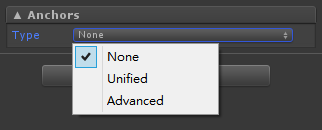 ▲ Anchors
Type None
None
Unified
Advanced